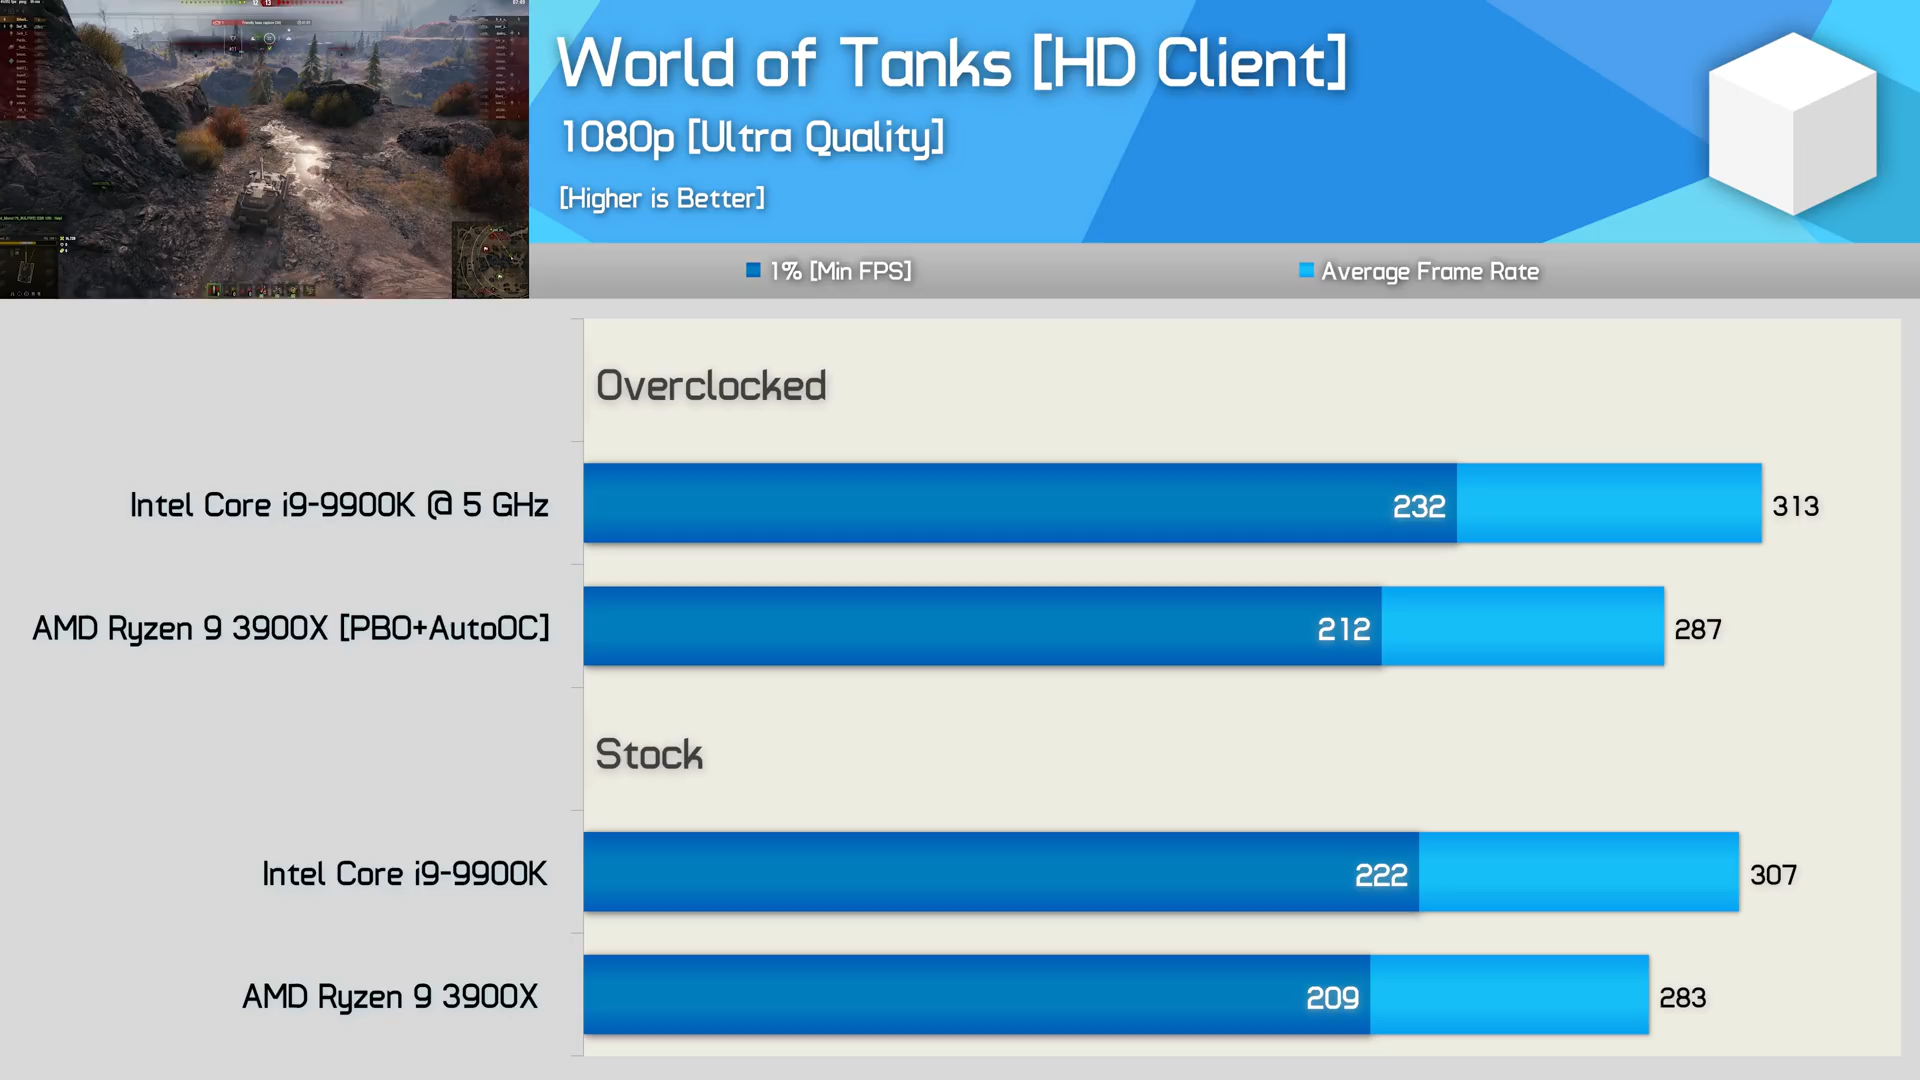 World of Tanks [HD Client]
1080p [Ultra Quality]
[Higher is Better]
1% [Min FPS]
Average Frame Rate
Overclocked
Intel Core i9-9900K @ 5 GHz
232
313
AMD Ryzen 9 3900X [PBO+AutoOC]
212
287
Stock
Intel Core i9-9900K
222
307
AMD Ryzen 9 3900X
209
283